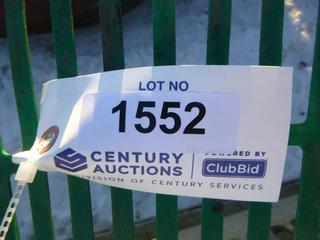 LOT NO
1552
CENTURY
AUCTIONS
DIVISION OF CENTURY SERVICES
POWERED BY
ClubBid